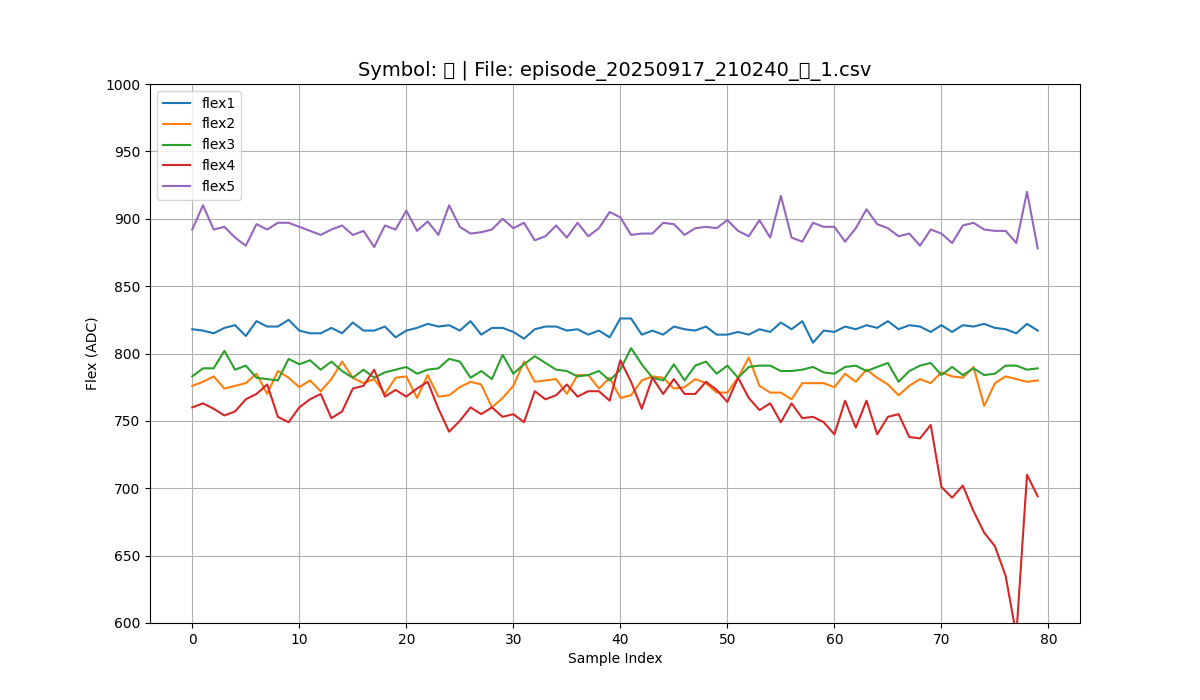 Symbol: | File: episode_20250917_210240_ _1.csv
flex1
flex2
flex3
flex4
flex5
Flex (ADC)
1000
950
900
850
800
750
700
650
600
0 10 20 30 40 50 60 70 80
Sample Index